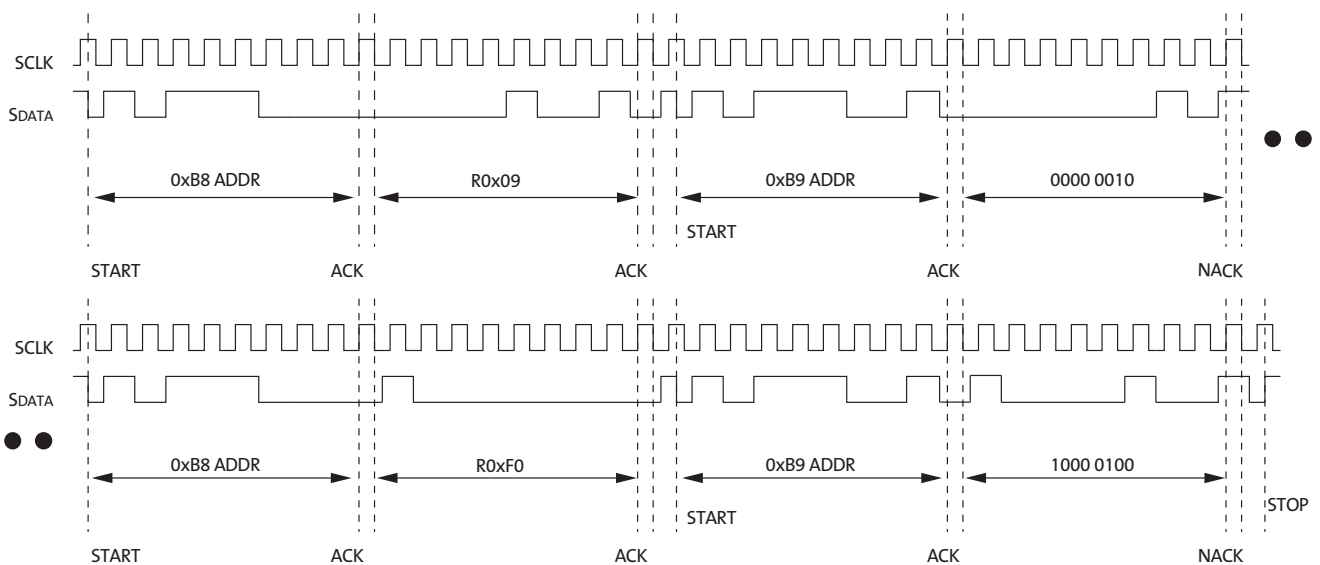 SCLK
SDATA
0xB8 ADDR R0x09 0xB9 ADDR 0000 0010
START
START ACK ACK ACK NACK
SCLK
SDATA
0xB8 ADDR R0xF0 0xB9 ADDR 1000 0100
START STOP
START ACK ACK ACK NACK